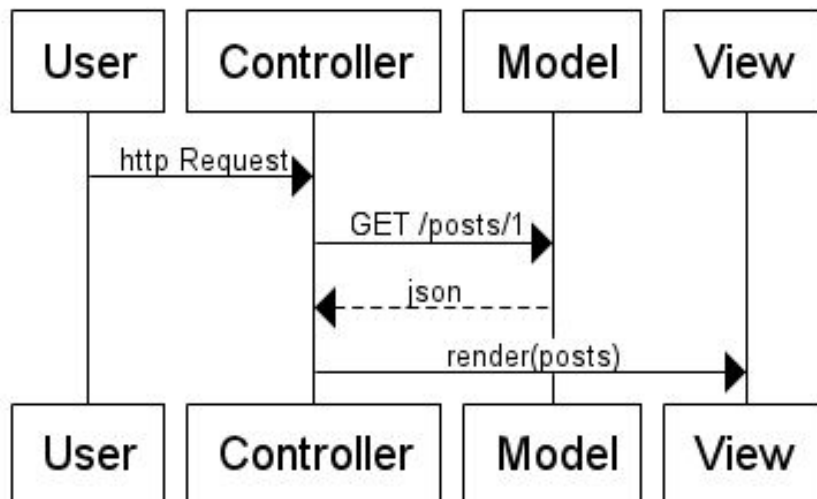 User Controller Model View
http Request
GET /posts/1
json
render(posts)
User Controller Model View